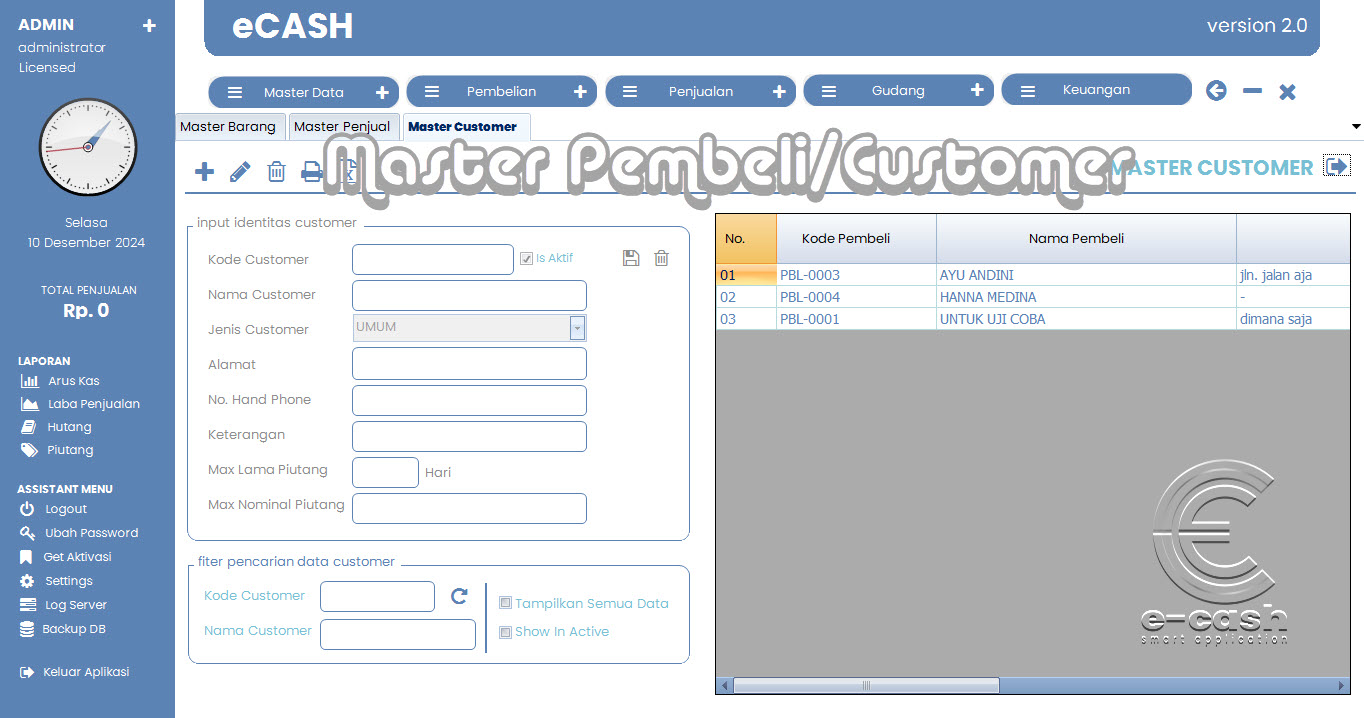 ADMIN
administrator
Licensed
eCASH
version 2.0
Master Data
Pembelian
Penjualan
Gudang
Keuangan
Master Barang
Master Penjual
Master Customer
Master Pembeli/Customer
MASTER CUSTOMER
Selasa
10 Desember 2024
TOTAL PENJUALAN
Rp. 0
LAPORAN
Arus Kas
Laba Penjualan
Hutang
Piutang
ASSISTANT MENU
Logout
Ubah Password
Get Aktivasi
Settings
Log Server
Backup DB
Keluar Aplikasi
input identitas customer
Kode Customer
Is Aktif
Nama Customer
Jenis Customer
UMUM
Alamat
No. Hand Phone
Keterangan
Max Lama Piutang
Hari
Max Nominal Piutang
fiter pencarian data customer
Kode Customer
Nama Customer
Tampilkan Semua Data
Show In Active
No. Kode Pembeli Nama Pembeli
01 PBL-0003 AYU ANDINI jln. jalan aja
02 PBL-0004 HANNA MEDINA -
03 PBL-0001 UNTUK UJI COBA dimana saja
e-cash
smart application